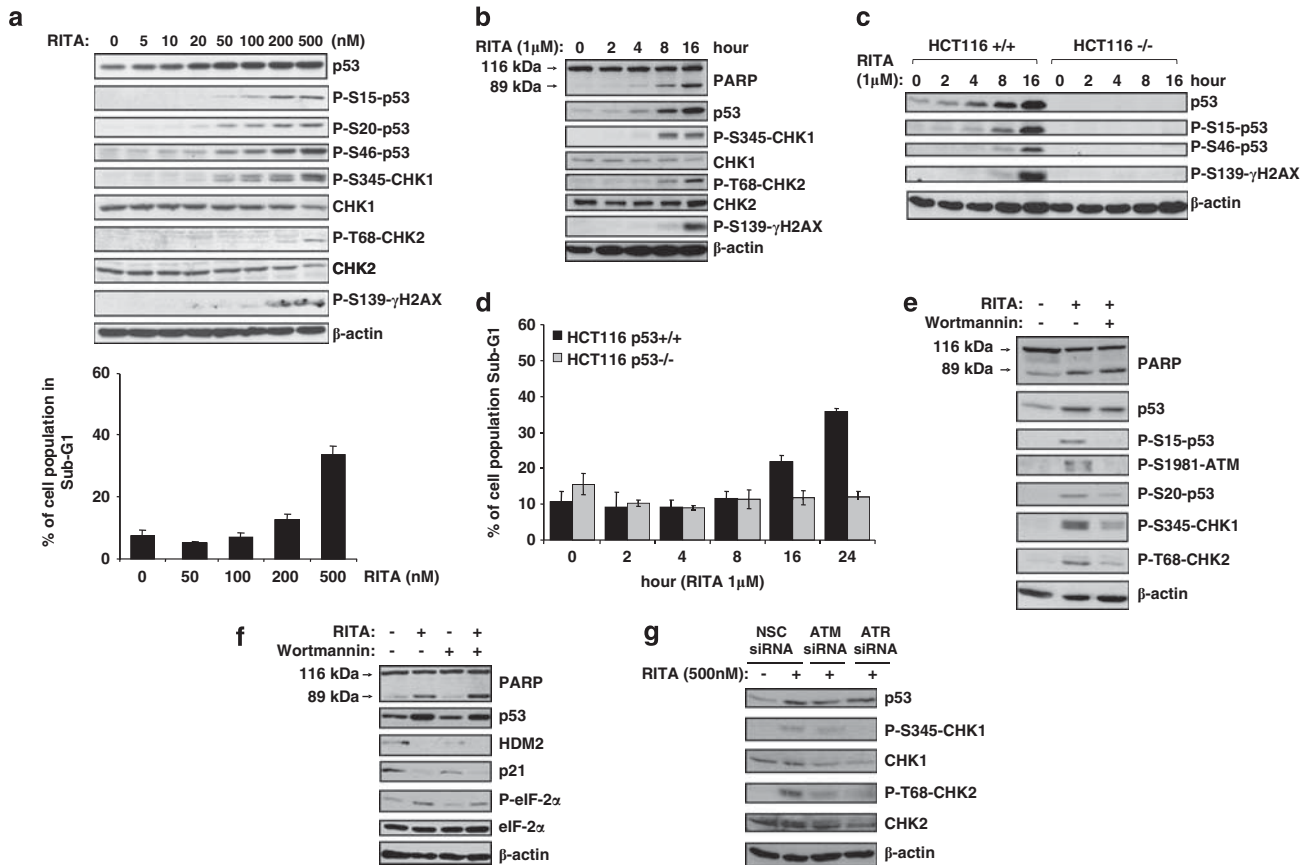 a
RITA: 0 5 10 20 50 100 200 500 (nM)
p53
P-S15-p53
P-S20-p53
P-S46-p53
P-S345-CHK1
CHK1
P-T68-CHK2
CHK2
P-S139-γH2AX
β-actin
% of cell population in
Sub-G1
60
40
20
0
0 50 100 200 500 RITA (nM)
b
RITA (1μM): 0 2 4 8 16 hour
116 kDa →
89 kDa →
PARP
p53
P-S345-CHK1
CHK1
P-T68-CHK2
CHK2
P-S139-γH2AX
β-actin
c
HCT116 +/+ HCT116 -/-
RITA
(1μM): 0 2 4 8 16 0 2 4 8 16 hour
p53
P-S15-p53
P-S46-p53
P-S139-γH2AX
β-actin
d
% of cell population Sub-G1
60
50
40
30
20
10
0
HCT116 p53+/+
HCT116 p53-/-
0 2 4 8 16 24
hour (RITA 1μM)
e
RITA: - + +
Wortmannin: - - +
116 kDa →
89 kDa →
PARP
p53
P-S15-p53
P-S1981-ATM
P-S20-p53
P-S345-CHK1
P-T68-CHK2
β-actin
f
RITA: - + - +
Wortmannin: - - + +
116 kDa →
89 kDa →
PARP
p53
HDM2
p21
P-eIF-2α
eIF-2α
β-actin
g
NSC ATM ATR
siRNA siRNA siRNA
RITA (500nM): - + + +
p53
P-S345-CHK1
CHK1
P-T68-CHK2
CHK2
β-actin